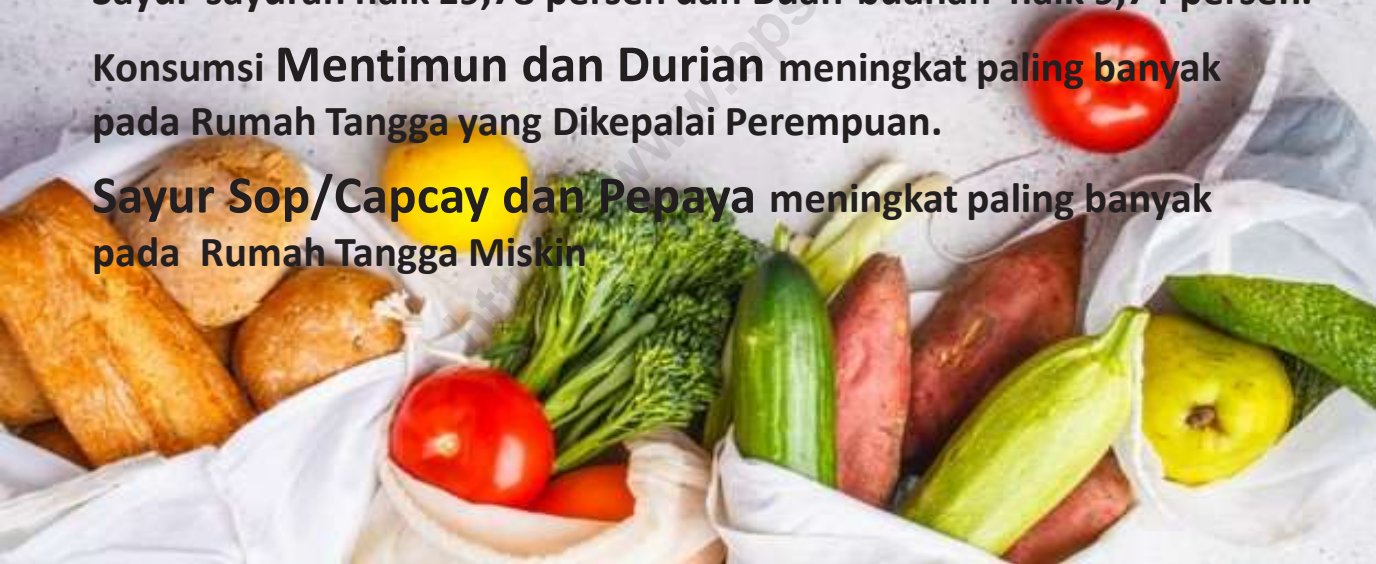 Konsumsi Mentimun dan Durian meningkat paling banyak
pada Rumah Tangga yang Dikepalai Perempuan.
Sayur Sop/Capcay dan Pepaya meningkat paling banyak
pada Rumah Tangga Miskin